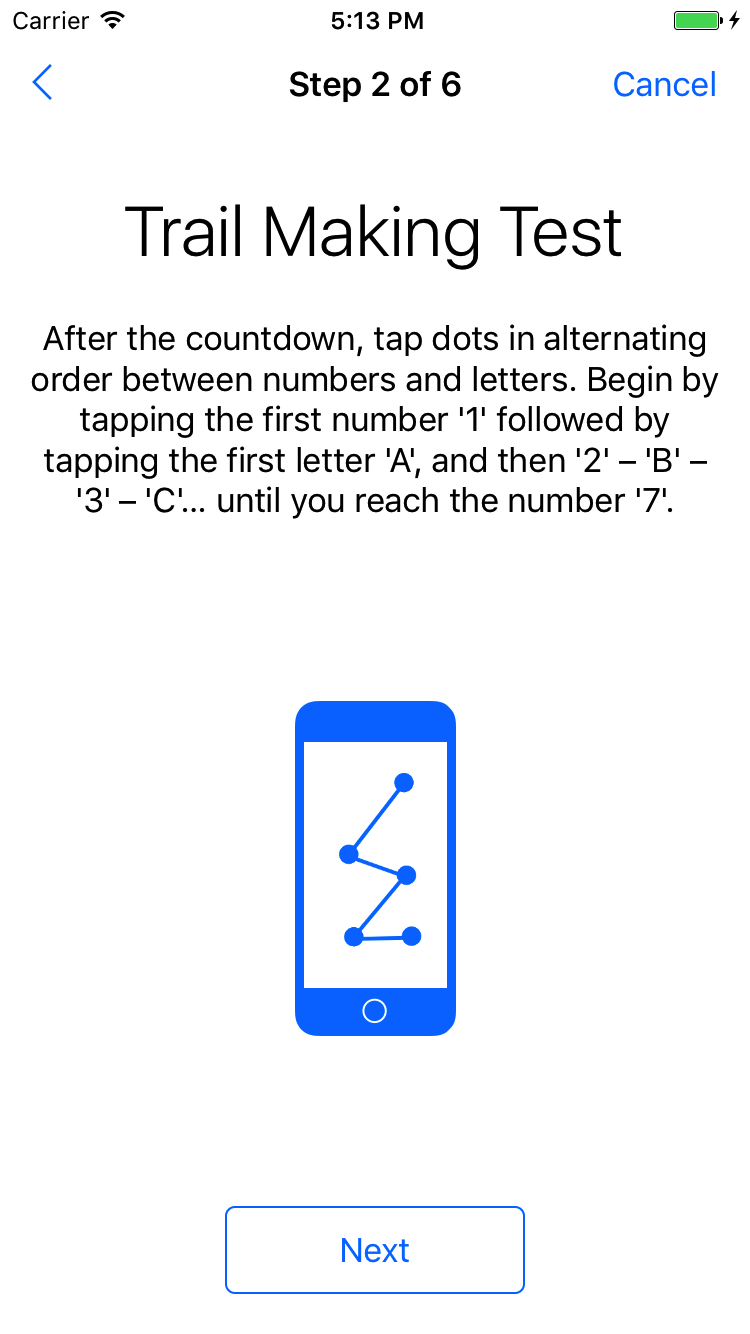 Carrier 5:13 PM
Step 2 of 6 Cancel
Trail Making Test
After the countdown, tap dots in alternating
order between numbers and letters. Begin by
tapping the first number '1' followed by
tapping the first letter 'A', and then '2' – 'B' –
'3' – 'C'... until you reach the number '7'.
Next